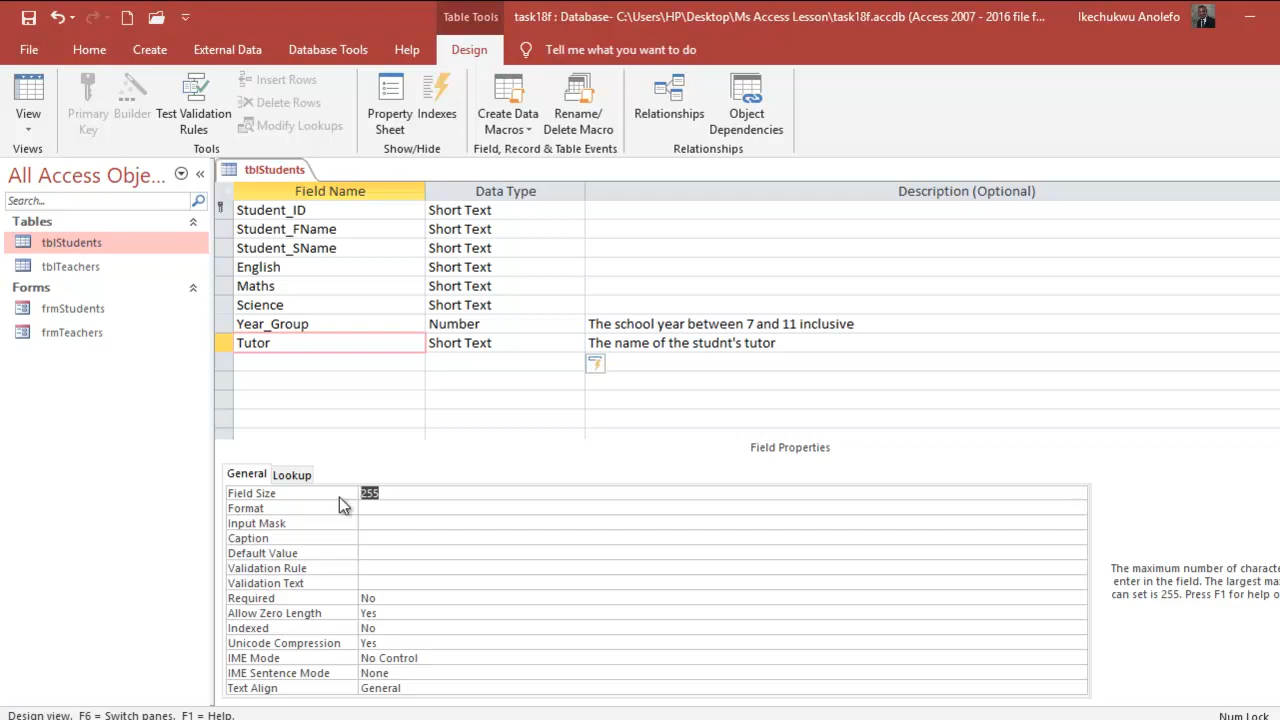 Table Tools
task18f : Database- C:\Users\HP\Desktop\Ms Access Lesson\task18f.accdb (Access 2007 - 2016 file f...
Ikechukwu Anolefo
File Home Create External Data Database Tools Help Design Tell me what you want to do
View
Primary Key
Builder
Test Validation Rules
Insert Rows
Delete Rows
Modify Lookups
Property Sheet
Indexes
Create Data Macros
Rename/ Delete Macro
Relationships
Object Dependencies
Views
Tools
Show/Hide
Field, Record & Table Events
Relationships
All Access Obje...
Search...
Tables
tblStudents
tblTeachers
Forms
frmStudents
frmTeachers
tblStudents
Field Name Data Type Description (Optional)
Student_ID Short Text
Student_FName Short Text
Student_SName Short Text
English Short Text
Maths Short Text
Science Short Text
Year_Group Number The school year between 7 and 11 inclusive
Tutor Short Text The name of the studnt's tutor
Field Properties
General Lookup
Field Size 255
Format
Input Mask
Caption
Default Value
Validation Rule
Validation Text
Required No
Allow Zero Length Yes
Indexed No
Unicode Compression Yes
IME Mode No Control
IME Sentence Mode None
Text Align General
The maximum number of characte
enter in the field. The largest ma
can set is 255. Press F1 for help o
Design view. F6 = Switch panes. F1 = Help.
Num Lock